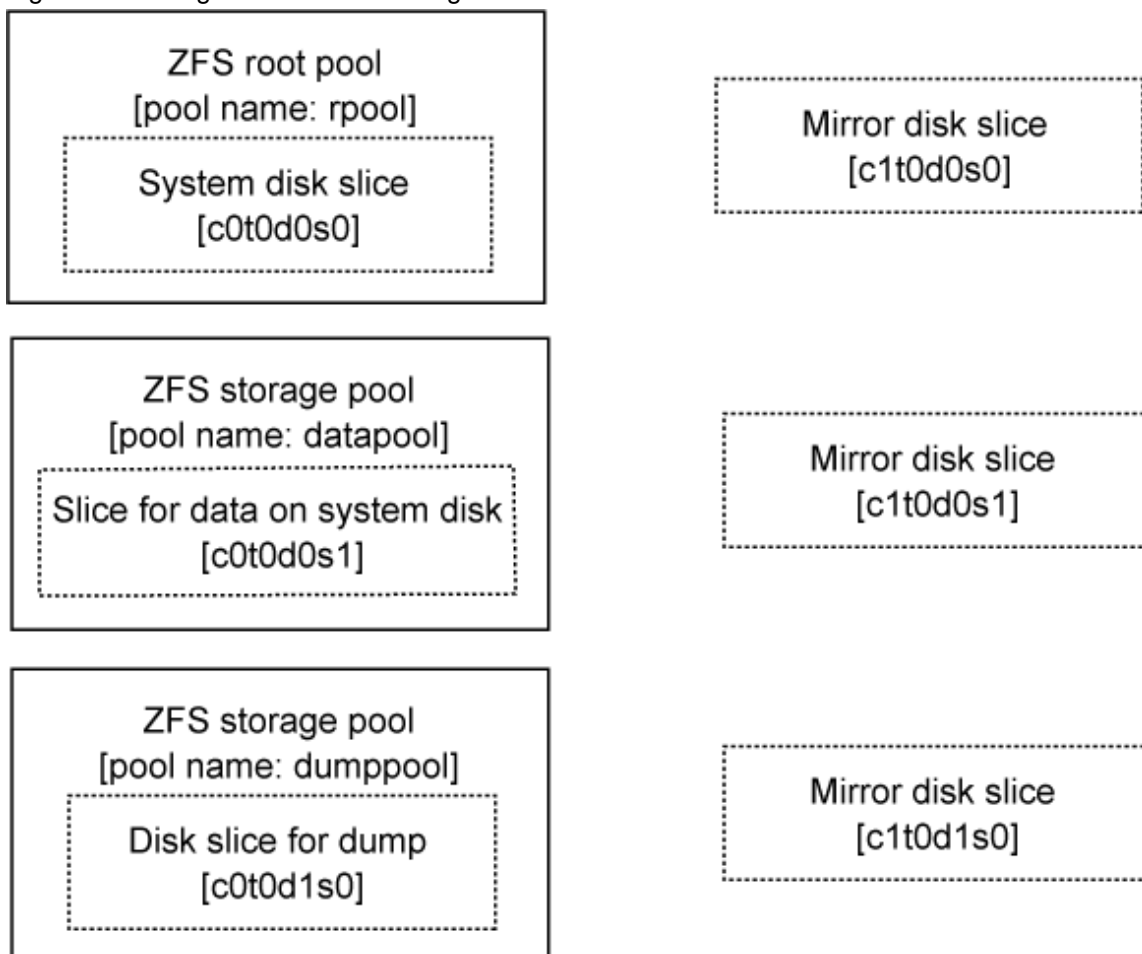 ZFS root pool
[pool name: rpool]
System disk slice
[c0t0d0s0]
Mirror disk slice
[c1t0d0s0]
ZFS storage pool
[pool name: datapool]
Slice for data on system disk
[c0t0d0s1]
Mirror disk slice
[c1t0d0s1]
ZFS storage pool
[pool name: dumppool]
Disk slice for dump
[c0t0d1s0]
Mirror disk slice
[c1t0d1s0]